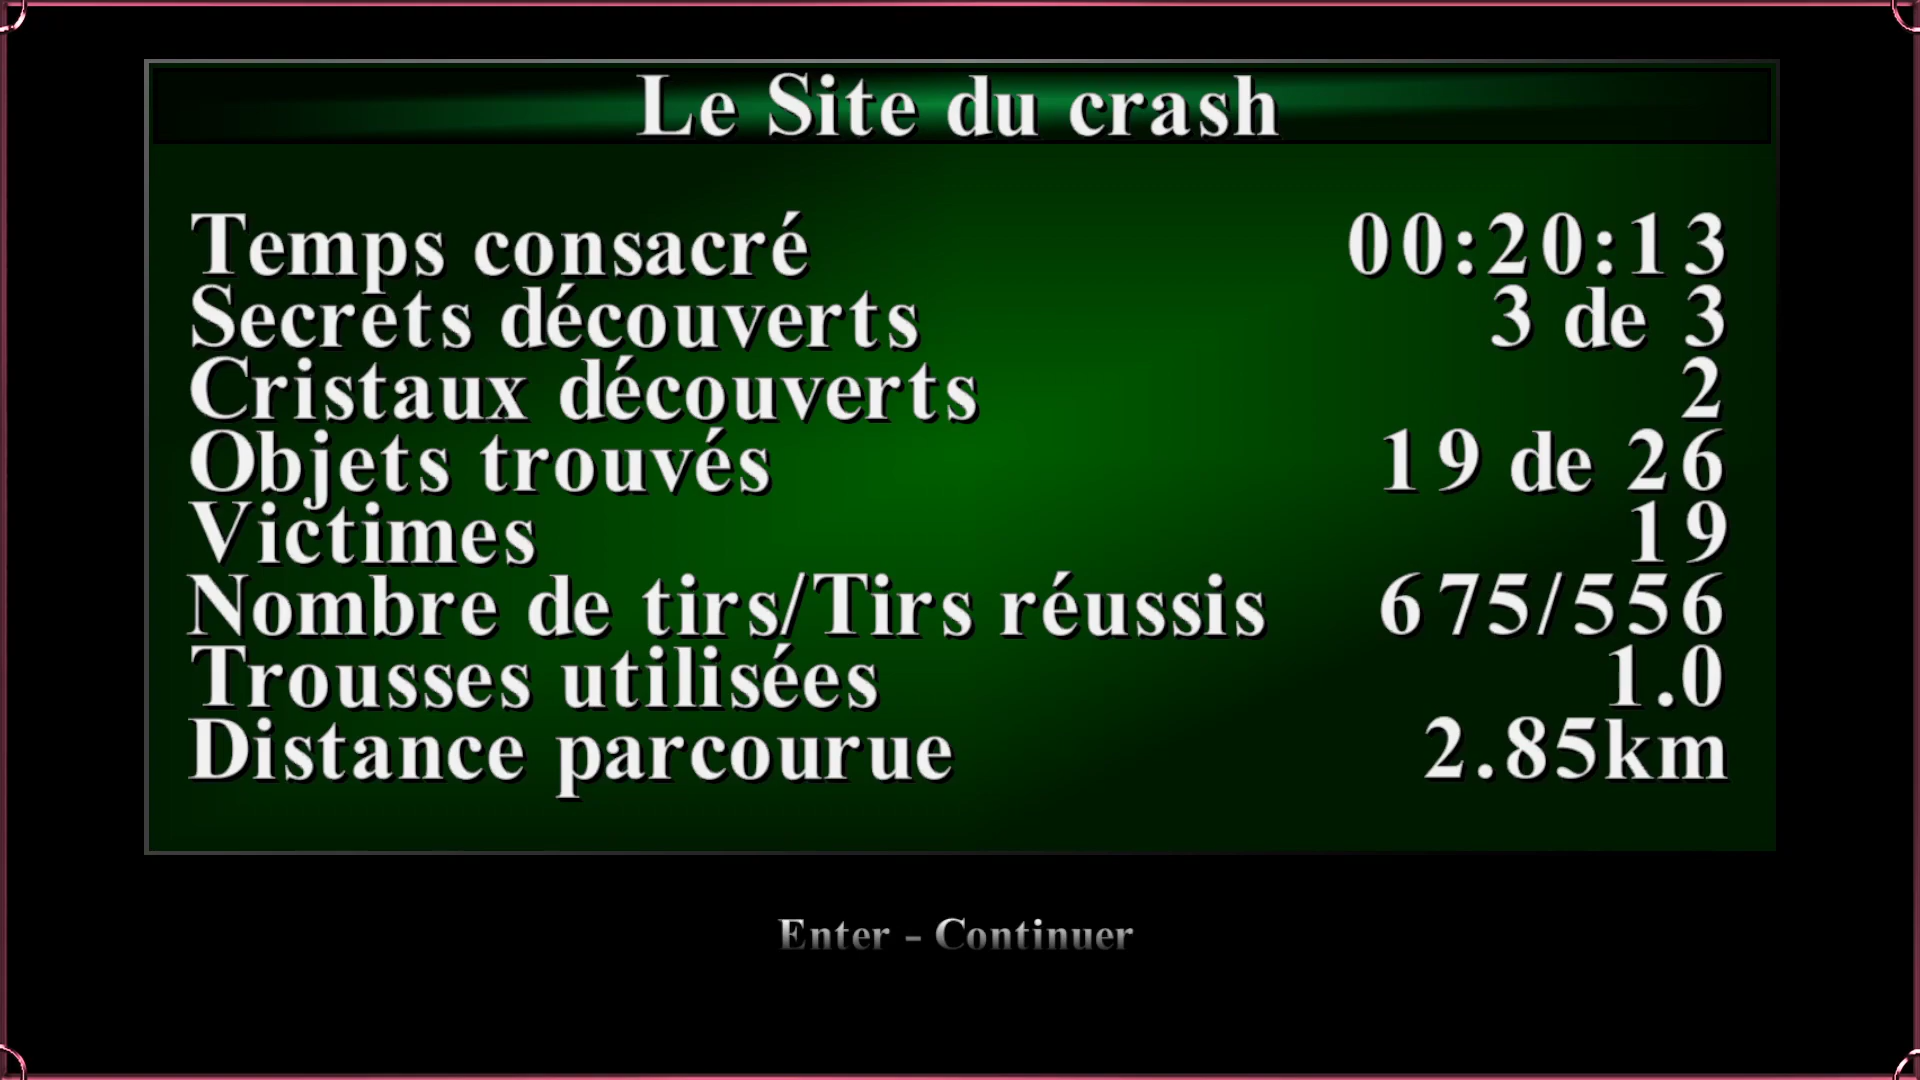 Le Site du crash
Temps consacré 00:20:13
Secrets découverts 3 de 3
Cristaux découverts 2
Objets trouvés 19 de 26
Victimes 19
Nombre de tirs/Tirs réussis 675/556
Trousses utilisées 1.0
Distance parcourue 2.85km
Enter - Continuer